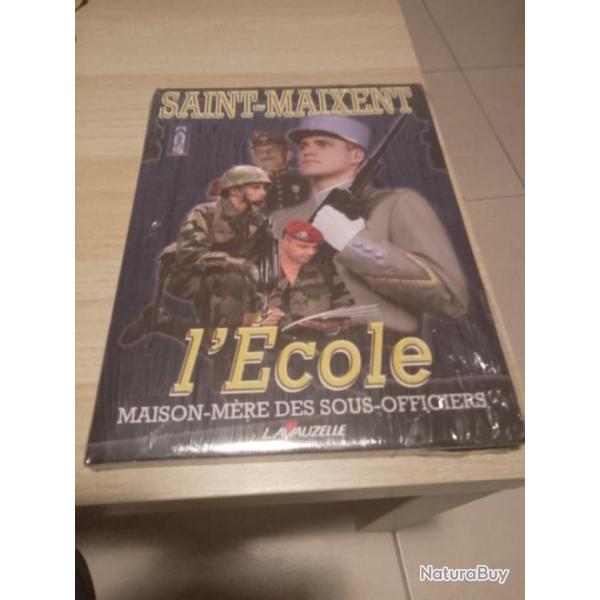 SAINT-MAIXENT
l'École
MAISON-MÈRE DES SOUS-OFFICIERS
LAVAUZELLE
NaturaBuy